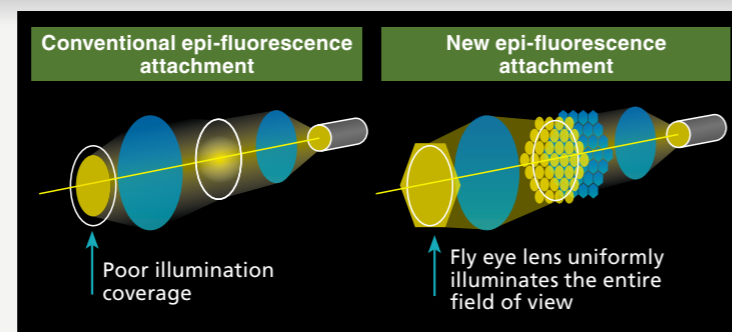 Conventional epi-fluorescence
attachment
New epi-fluorescence
attachment
Poor illumination
coverage
Fly eye lens uniformly
illuminates the entire
field of view